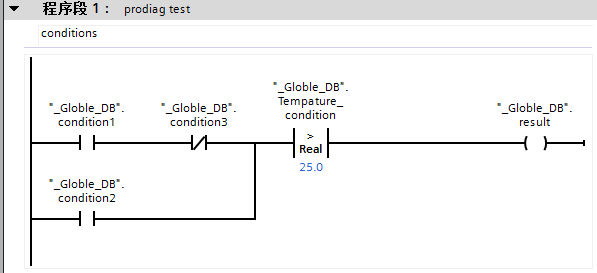 程序段 1： prodiag test
conditions
"_Globle_DB".
Tempature_
condition
"_Globle_DB".
condition1
"_Globle_DB".
condition3
"_Globle_DB".
result
>
Real
25.0
"_Globle_DB".
condition2